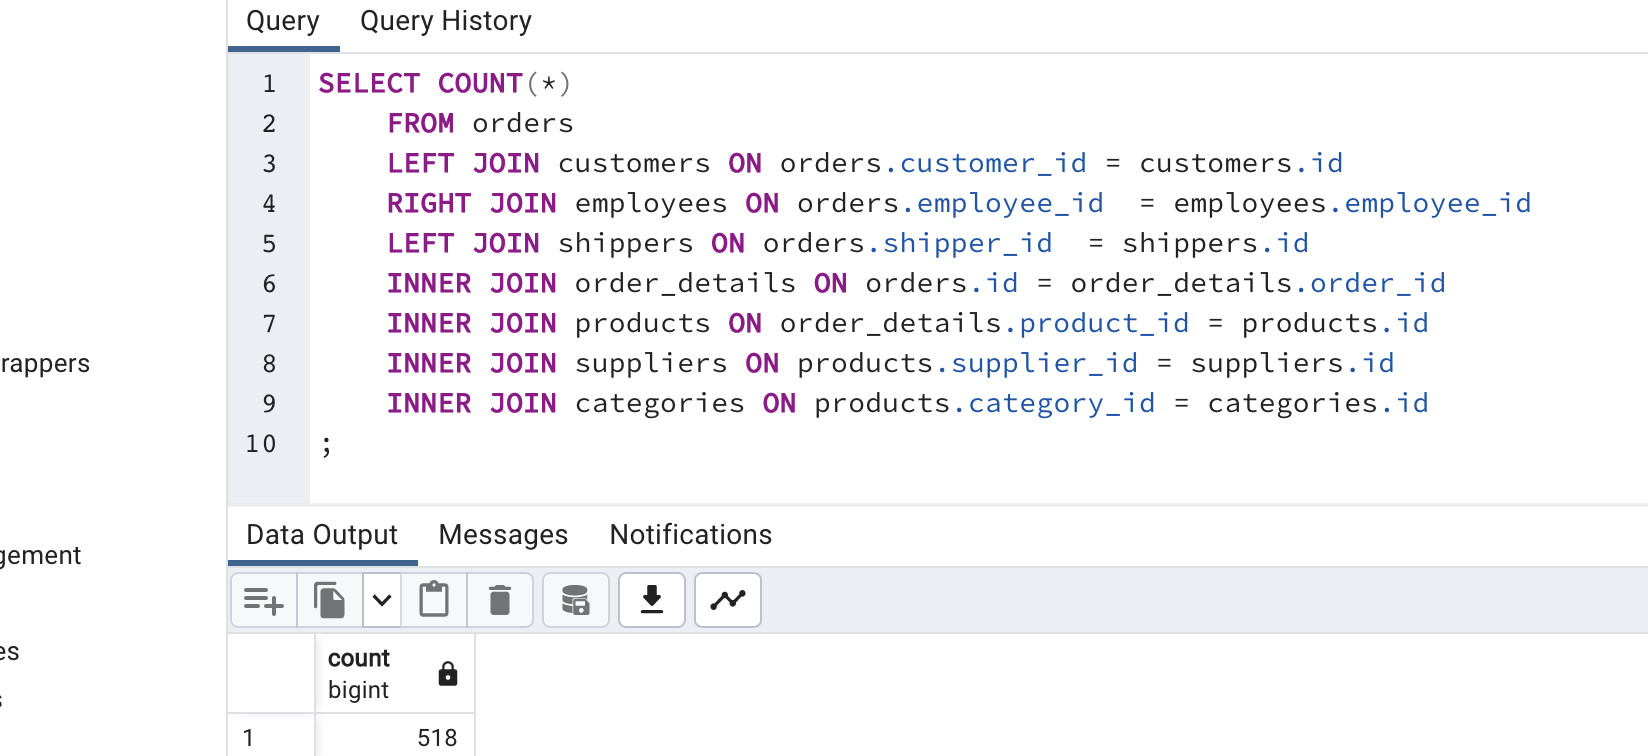 Query Query History
1 SELECT COUNT(*)
2     FROM orders
3     LEFT JOIN customers ON orders.customer_id = customers.id
4     RIGHT JOIN employees ON orders.employee_id  = employees.employee_id
5     LEFT JOIN shippers ON orders.shipper_id  = shippers.id
6     INNER JOIN order_details ON orders.id = order_details.order_id
7     INNER JOIN products ON order_details.product_id = products.id
8     INNER JOIN suppliers ON products.supplier_id = suppliers.id
9     INNER JOIN categories ON products.category_id = categories.id
10 ;
rappers
gement
es
s
Data Output Messages Notifications
count
bigint
1 518